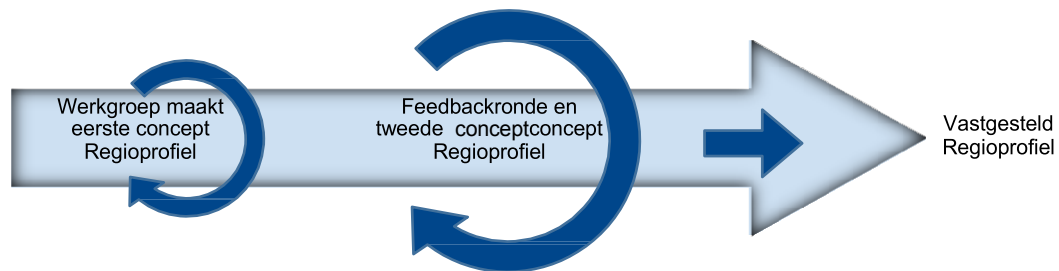 Werkgroep maakt
eerste concept
Regioprofiel
Feedbackronde en
tweede conceptconcept
Regioprofiel
Vastgesteld
Regioprofiel